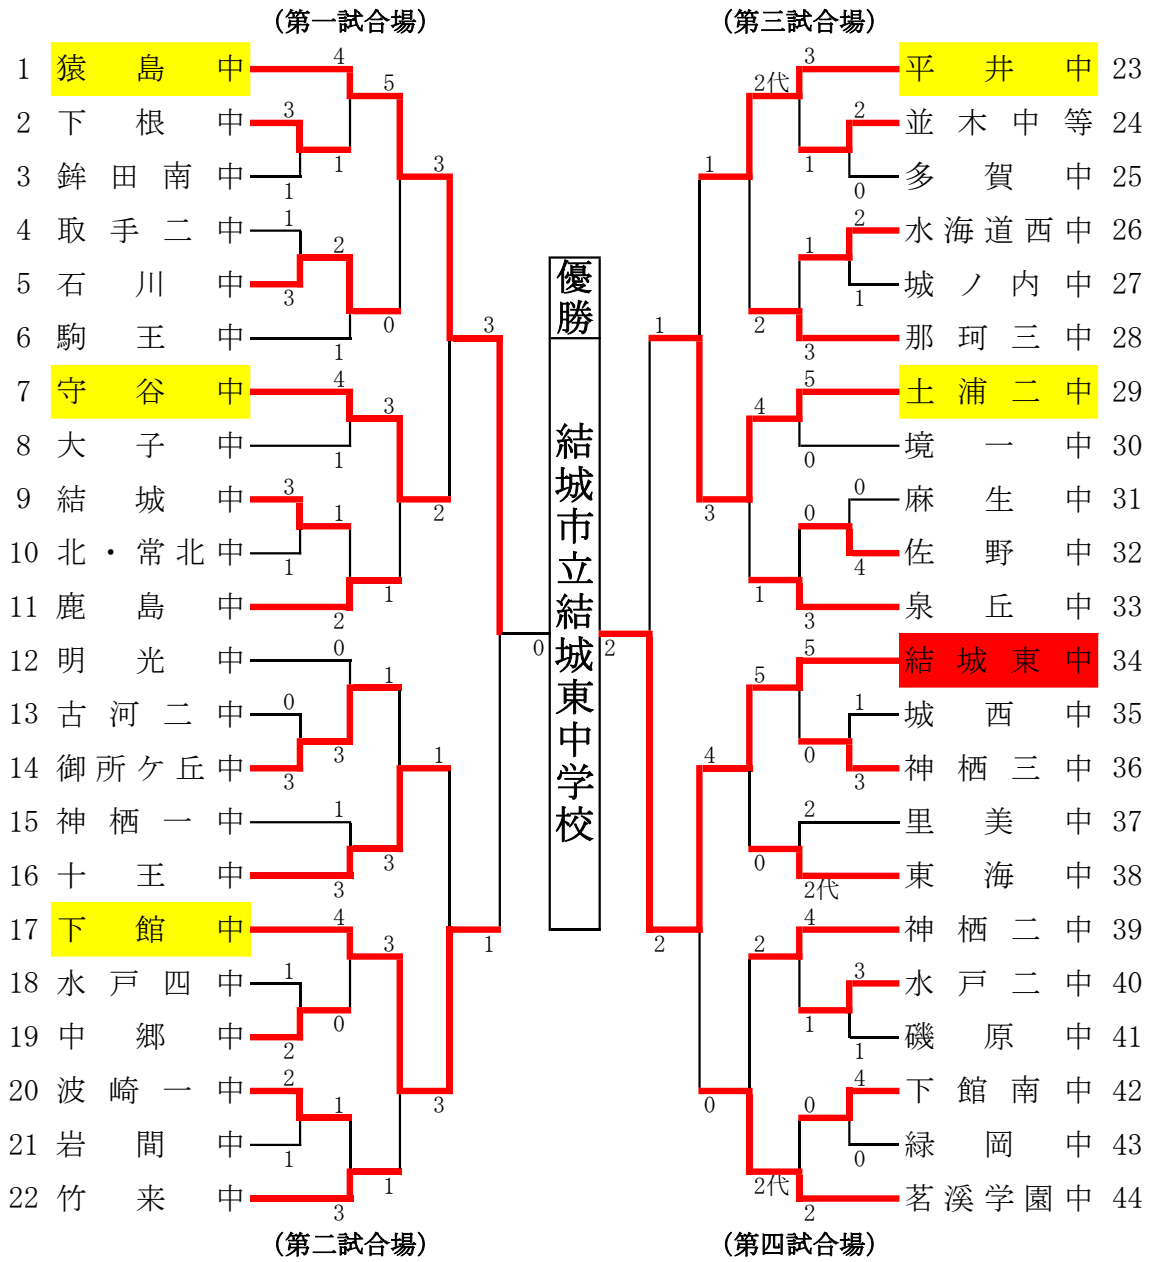 (第一試合場)
(第三試合場)
1 猿島中 4
5
2 下根中 3
1
3 鉾田南中 1
3
4 取手二中 1
2
5 石川中 3
0
6 駒王中 1
3
7 守谷中 4
3
8 大子中 1
9 結城中 3
1
2
10 北・常北中 1
1
11 鹿島中 2
12 明光中 0
1
13 古河二中 0
3
14 御所ケ丘中 3
1
15 神栖一中 1
3
16 十王中 3
17 下館中 4
3
1
18 水戸四中 1
0
19 中郷中 2
20 波崎一中 2
1
3
21 岩間中 1
1
22 竹来中 3
優勝
結城市立結城東中学校
0
2
3 平井中 23
2代
2 並木中等 24
1
0 多賀中 25
1
2 水海道西中 26
1
1 城ノ内中 27
2
3 那珂三中 28
1
5 土浦二中 29
4
0 境一中 30
0 麻生中 31
0
3
4 佐野中 32
1
3 泉丘中 33
5 結城東中 34
5
1 城西中 35
0
3 神栖三中 36
4
2 里美中 37
0
2代 東海中 38
4 神栖二中 39
2
2
3 水戸二中 40
1
1 磯原中 41
4 下館南中 42
0
0
0 緑岡中 43
2代
2 茗溪学園中 44
(第二試合場)
(第四試合場)